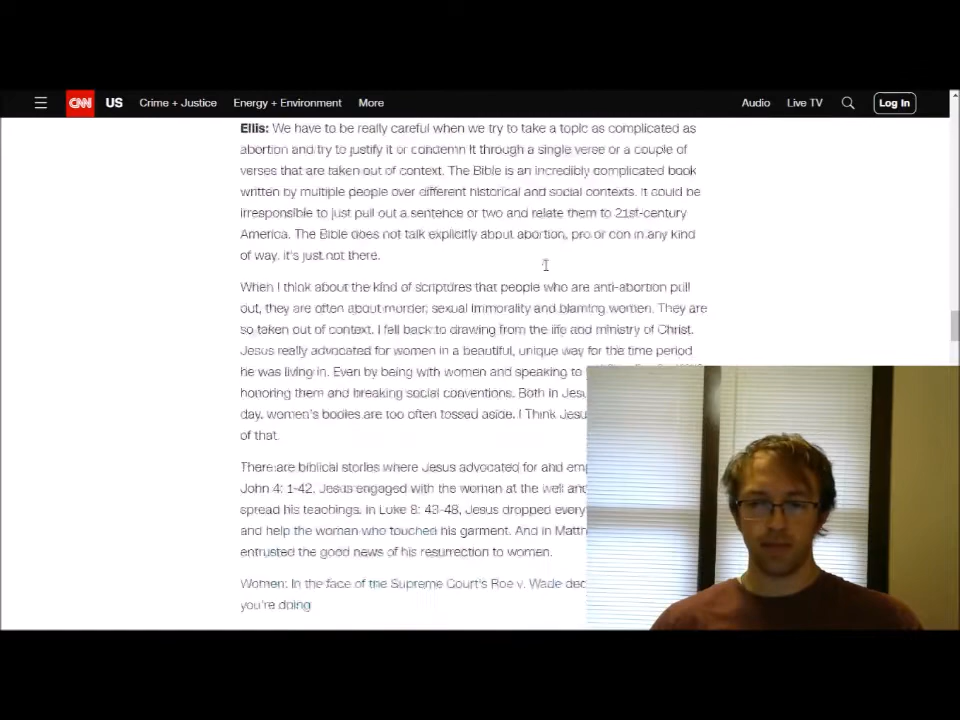 CNN US Crime + Justice Energy + Environment More Audio Live TV Log In
Ellis: We have to be really careful when we try to take a topic as complicated as
abortion and try to justify it or condemn it through a single verse or a couple of
verses that are taken out of context. The Bible is an incredibly complicated book
written by multiple people over different historical and social contexts. It could be
irresponsible to just pull out a sentence or two and relate them to 21st-century
America. The Bible does not talk explicitly about abortion, pro or con in any kind
of way. It's just not there.
When I think about the kind of scriptures that people who are anti-abortion pull
out, they are often about murder, sexual immorality and blaming women. They are
so taken out of context. I fell back to drawing from the life and ministry of Christ.
Jesus really advocated for women in a beautiful, unique way for the time period
he was living in. Even by being with women and speaking to
honoring them and breaking social conventions. Both in Jesu
day, women's bodies are too often tossed aside. I Think Jesu
of that.
There are biblical stories where Jesus advocated for and em
John 4: 1-42, Jesus engaged with the woman at the well and
spread his teachings. In Luke 8: 43-48, Jesus dropped every
and help the woman who touched his garment. And in Matth
entrusted the good news of his resurrection to women.
Women: In the face of the Supreme Court's Roe v. Wade dec
you're doing